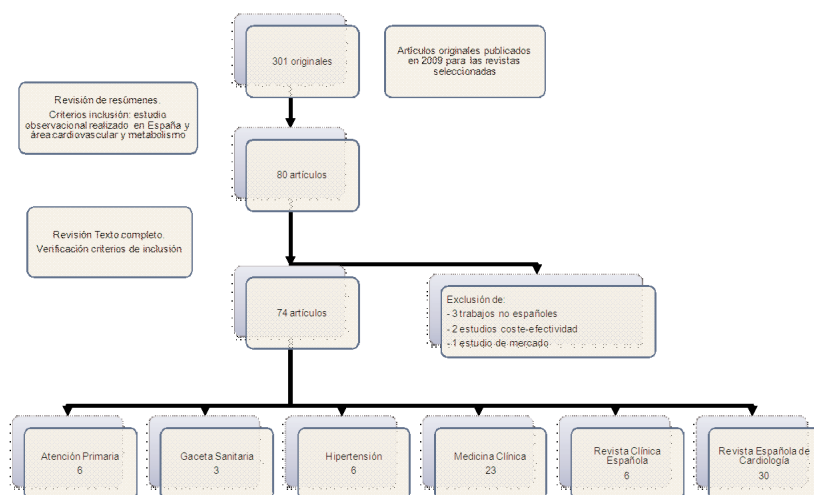 301 originales
Artículos originales publicados
en 2009 para las revistas
seleccionadas
Revisión de resúmenes.
Criterios inclusión: estudio
observacional realizado en España y
área cardiovascular y metabolismo
80 artículos
Revisión Texto completo.
Verificación criterios de inclusión
74 artículos
Exclusión de:
- 3 trabajos no españoles
- 2 estudios coste-efectividad
- 1 estudio de mercado
Atención Primaria
6
Gaceta Sanitaria
3
Hipertensión
6
Medicina Clínica
23
Revista Clínica
Española
6
Revista Española de
Cardiología
30